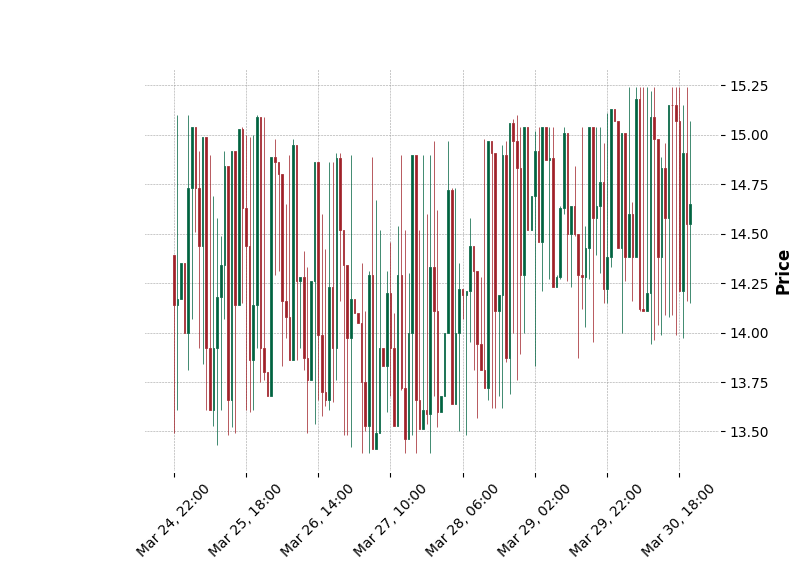 15.25
15.00
14.75
14.50
14.25
14.00
13.75
13.50
Price
Mar 24, 22:00
Mar 25, 18:00
Mar 26, 14:00
Mar 27, 10:00
Mar 28, 06:00
Mar 29, 02:00
Mar 29, 22:00
Mar 30, 18:00